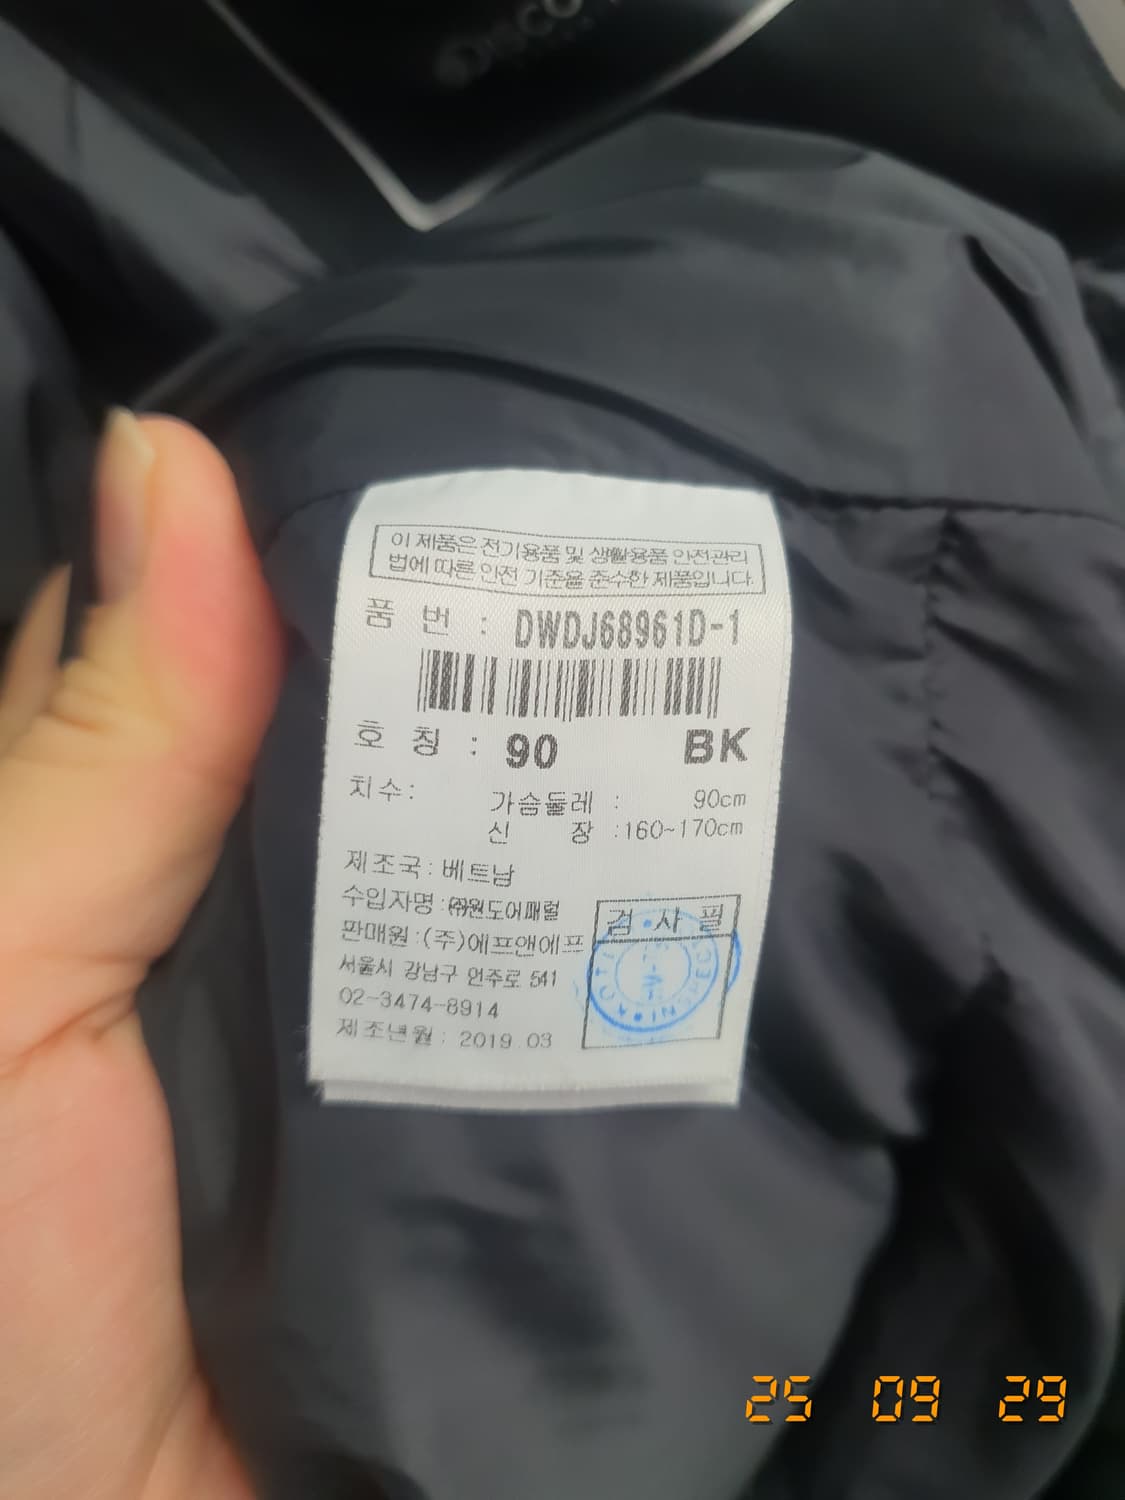 이 제품은 전기용품 및 생활용품 안전관리
법에 따른 안전 기준을 준수한 제품입니다
품 번 : DWDJ68961D-1
호 칭 : 90 BK
치수: 가슴둘레 : 90cm
신 장 :160~170cm
제조국 : 베트남
수입자명 :㈜원도어패럴
판매원 :(주)에프앤에프
서울시 강남구 언주로 541
02-3474-8914
제조년월 : 2019.03
검 사 필
25 09 29